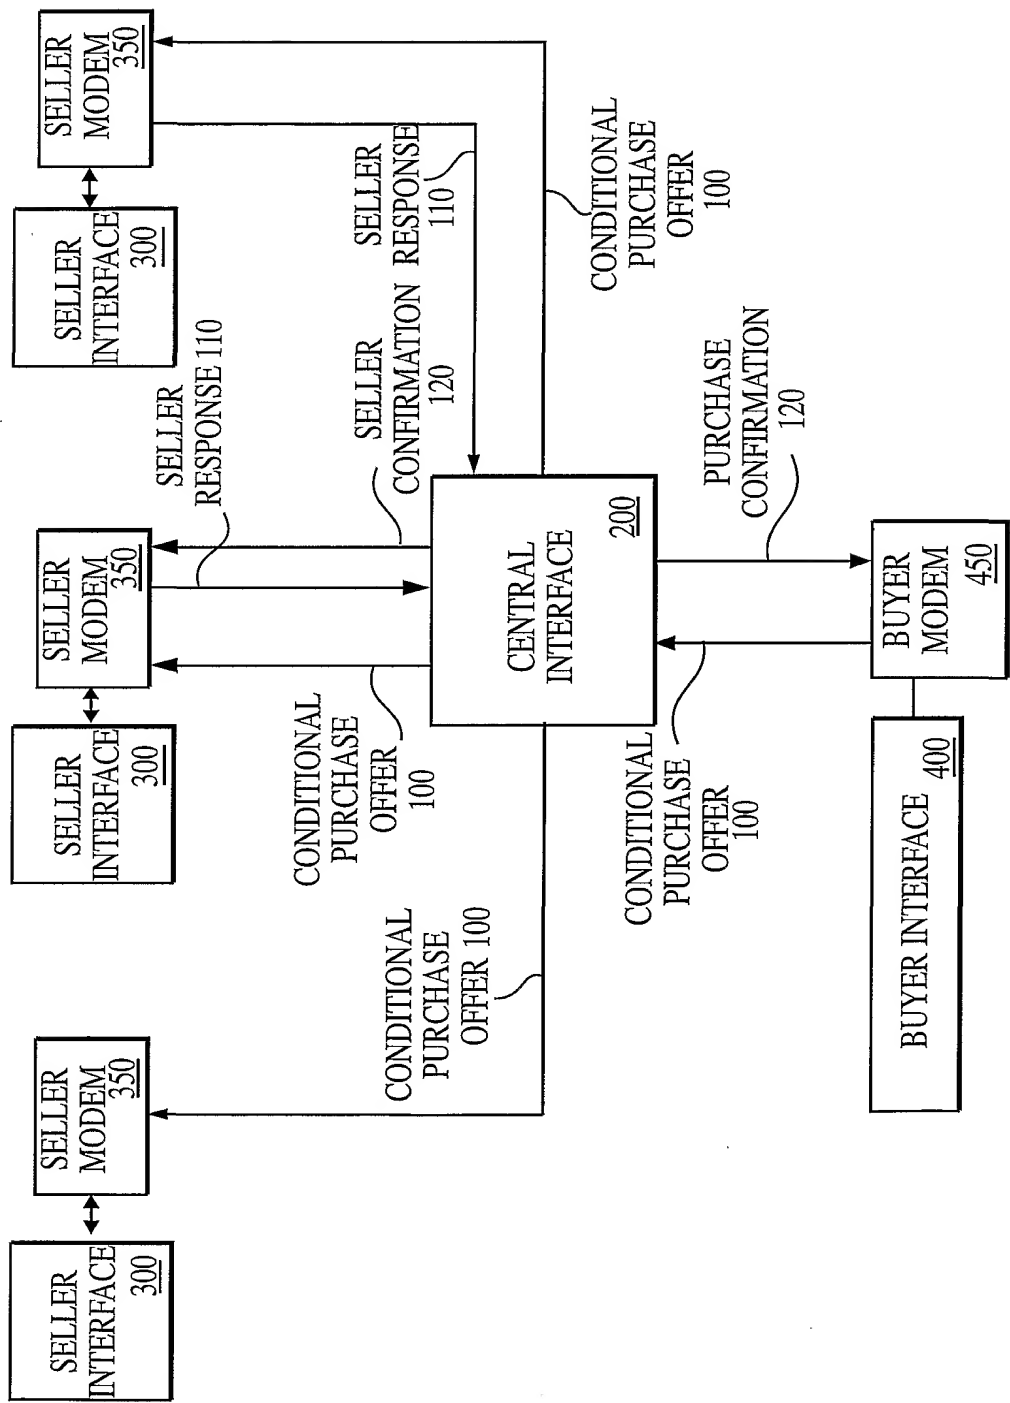 SELLER
INTERFACE
300
SELLER
MODEM
350
CONDITIONAL
PURCHASE
OFFER 100
SELLER
INTERFACE
300
SELLER
MODEM
350
CONDITIONAL
PURCHASE
OFFER
100
SELLER
RESPONSE 110
SELLER
CONFIRMATION
120
SELLER
INTERFACE
300
SELLER
MODEM
350
SELLER
RESPONSE
110
CONDITIONAL
PURCHASE
OFFER
100
CENTRAL
INTERFACE
200
CONDITIONAL
PURCHASE
OFFER
100
PURCHASE
CONFIRMATION
120
BUYER INTERFACE
400
BUYER
MODEM
450